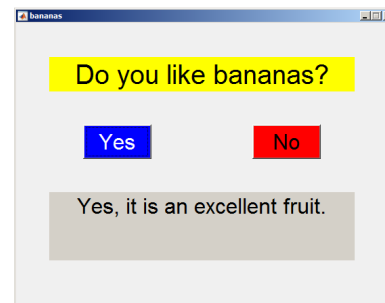 bananas
Do you like bananas?
Yes
No
Yes, it is an excellent fruit.